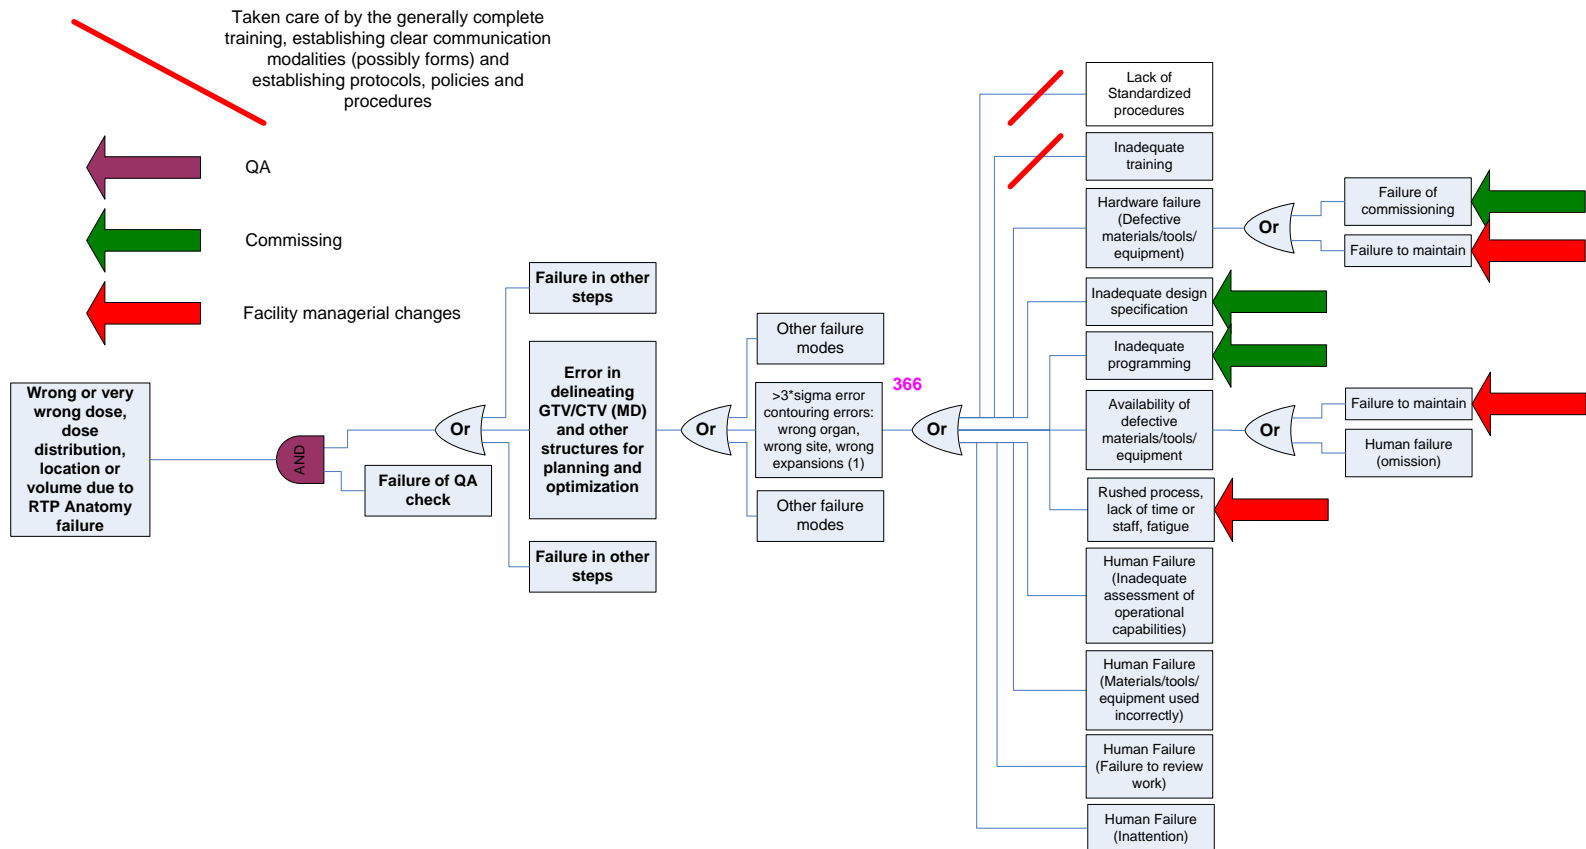 Taken care of by the generally complete
training, establishing clear communication
modalities (possibly forms) and
establishing protocols, policies and
procedures
QA
Commissing
Facility managerial changes
Wrong or very
wrong dose,
dose
distribution,
location or
volume due to
RTP Anatomy
failure
AND
Failure of QA
check
Or
Failure in other
steps
Error in
delineating
GTV/CTV (MD)
and other
structures for
planning and
optimization
Failure in other
steps
Or
Other failure
modes
366
>3*sigma error
contouring errors:
wrong organ,
wrong site, wrong
expansions (1)
Other failure
modes
Or
Lack of
Standardized
procedures
Inadequate
training
Hardware failure
(Defective
materials/tools/
equipment)
Or
Failure of
commissioning
Failure to maintain
Inadequate design
specification
Inadequate
programming
Availability of
defective
materials/tools/
equipment
Or
Failure to maintain
Human failure
(omission)
Rushed process,
lack of time or
staff, fatigue
Human Failure
(Inadequate
assessment of
operational
capabilities)
Human Failure
(Materials/tools/
equipment used
incorrectly)
Human Failure
(Failure to review
work)
Human Failure
(Inattention)